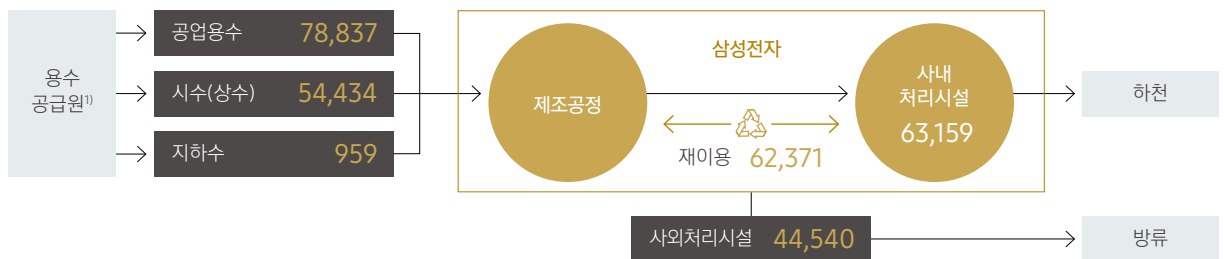 용수
공급원1)
공업용수 78,837
시수(상수) 54,434
지하수 959
삼성전자
제조공정
재이용 62,371
사내
처리시설
63,159
하천
사외처리시설 44,540
방류